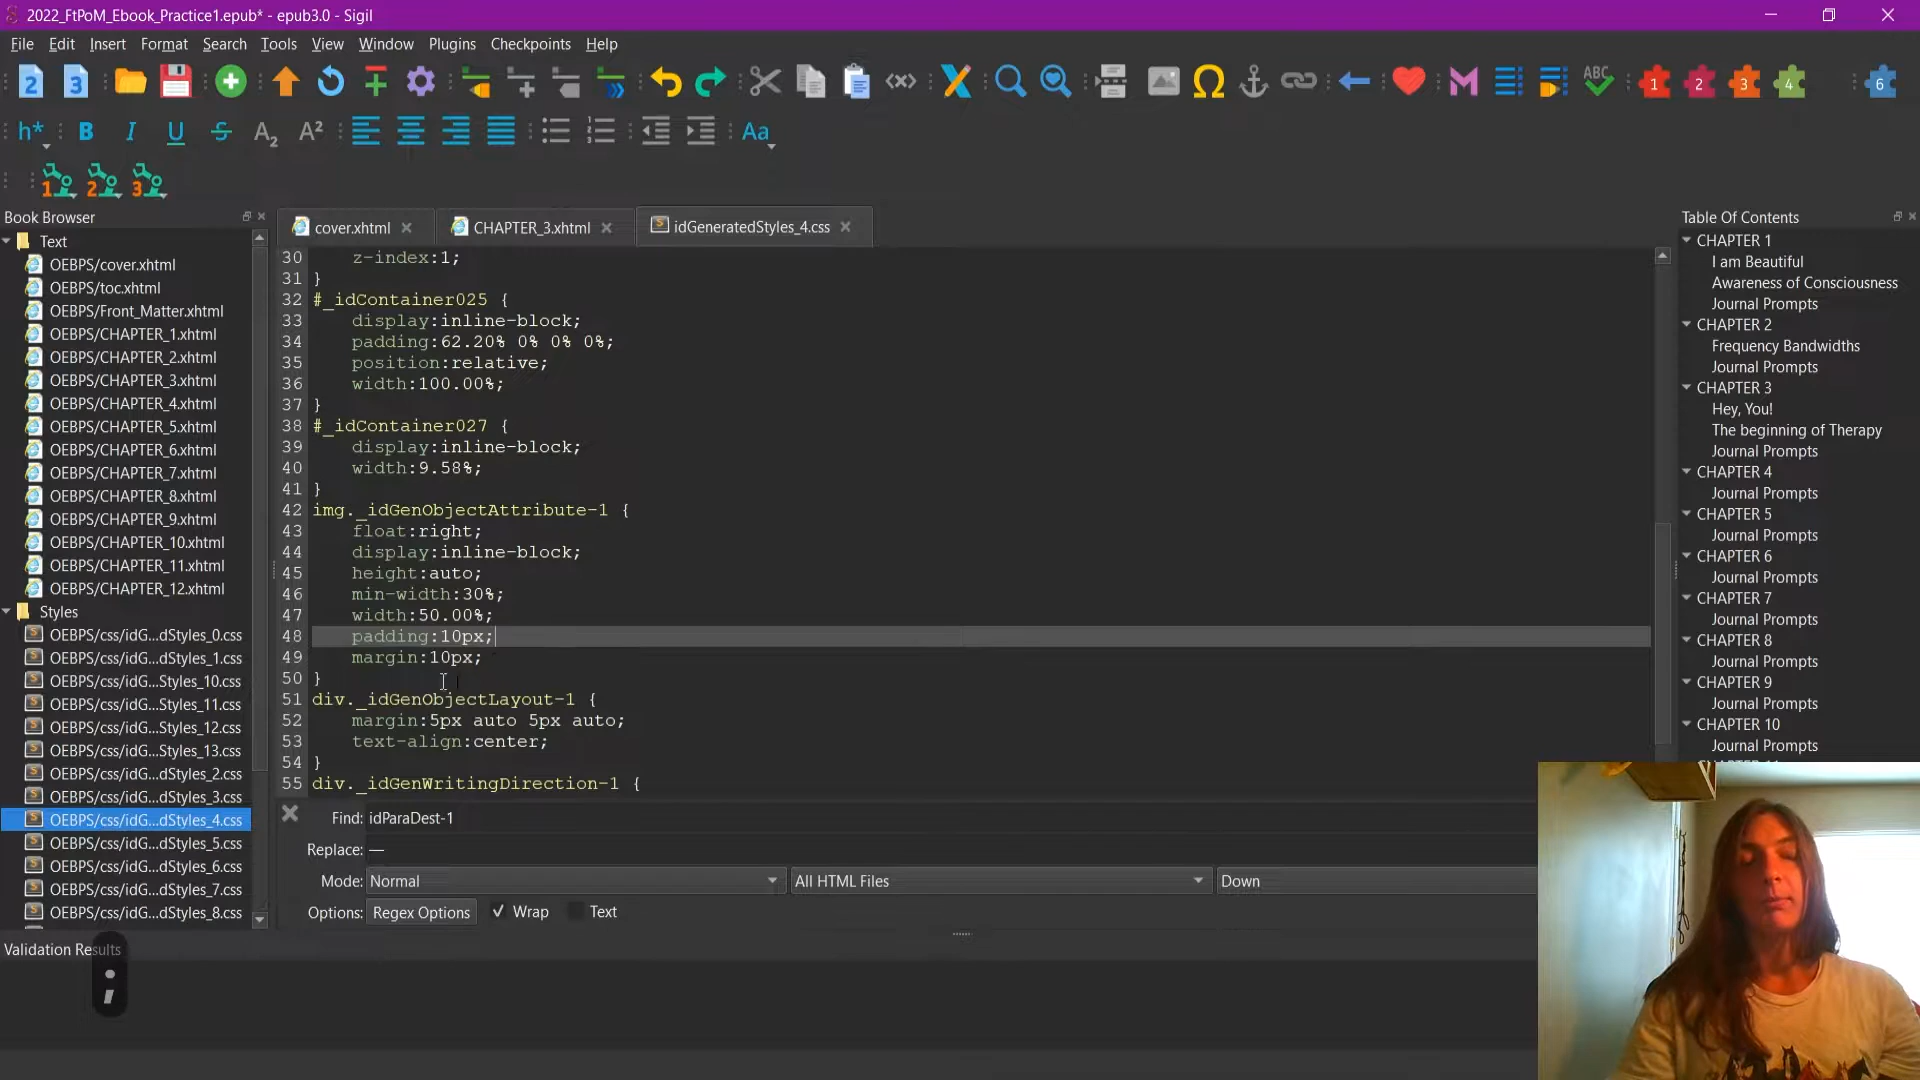 2022_FtPoM_Ebook_Practice1.epub* - epub3.0 - Sigil
File Edit Insert Format Search Tools View Window Plugins Checkpoints Help
2 3 <x> M ABC 1 2 3 4 6
h* B I U S A2 A2 Aa
1 2 3
Book Browser
Text
OEBPS/cover.xhtml
OEBPS/toc.xhtml
OEBPS/Front_Matter.xhtml
OEBPS/CHAPTER_1.xhtml
OEBPS/CHAPTER_2.xhtml
OEBPS/CHAPTER_3.xhtml
OEBPS/CHAPTER_4.xhtml
OEBPS/CHAPTER_5.xhtml
OEBPS/CHAPTER_6.xhtml
OEBPS/CHAPTER_7.xhtml
OEBPS/CHAPTER_8.xhtml
OEBPS/CHAPTER_9.xhtml
OEBPS/CHAPTER_10.xhtml
OEBPS/CHAPTER_11.xhtml
OEBPS/CHAPTER_12.xhtml
Styles
OEBPS/css/idG...dStyles_0.css
OEBPS/css/idG...dStyles_1.css
OEBPS/css/idG...Styles_10.css
OEBPS/css/idG...Styles_11.css
OEBPS/css/idG...Styles_12.css
OEBPS/css/idG...Styles_13.css
OEBPS/css/idG...dStyles_2.css
OEBPS/css/idG...dStyles_3.css
OEBPS/css/idG...dStyles_4.css
OEBPS/css/idG...dStyles_5.css
OEBPS/css/idG...dStyles_6.css
OEBPS/css/idG...dStyles_7.css
OEBPS/css/idG...dStyles_8.css
cover.xhtml
CHAPTER_3.xhtml
idGeneratedStyles_4.css
30 z-index:1;
31 }
32 #_idContainer025 {
33 display:inline-block;
34 padding:62.20% 0% 0% 0%;
35 position:relative;
36 width:100.00%;
37 }
38 #_idContainer027 {
39 display:inline-block;
40 width:9.58%;
41 }
42 img._idGenObjectAttribute-1 {
43 float:right;
44 display:inline-block;
45 height:auto;
46 min-width:30%;
47 width:50.00%;
48 padding:10px;
49 margin:10px;
50 }
51 div._idGenObjectLayout-1 {
52 margin:5px auto 5px auto;
53 text-align:center;
54 }
55 div._idGenWritingDirection-1 {
Find: idParaDest-1
Replace: —
Mode: Normal All HTML Files Down
Options: Regex Options Wrap Text
Validation Results
;
Table Of Contents
CHAPTER 1
I am Beautiful
Awareness of Consciousness
Journal Prompts
CHAPTER 2
Frequency Bandwidths
Journal Prompts
CHAPTER 3
Hey, You!
The beginning of Therapy
Journal Prompts
CHAPTER 4
Journal Prompts
CHAPTER 5
Journal Prompts
CHAPTER 6
Journal Prompts
CHAPTER 7
Journal Prompts
CHAPTER 8
Journal Prompts
CHAPTER 9
Journal Prompts
CHAPTER 10
Journal Prompts